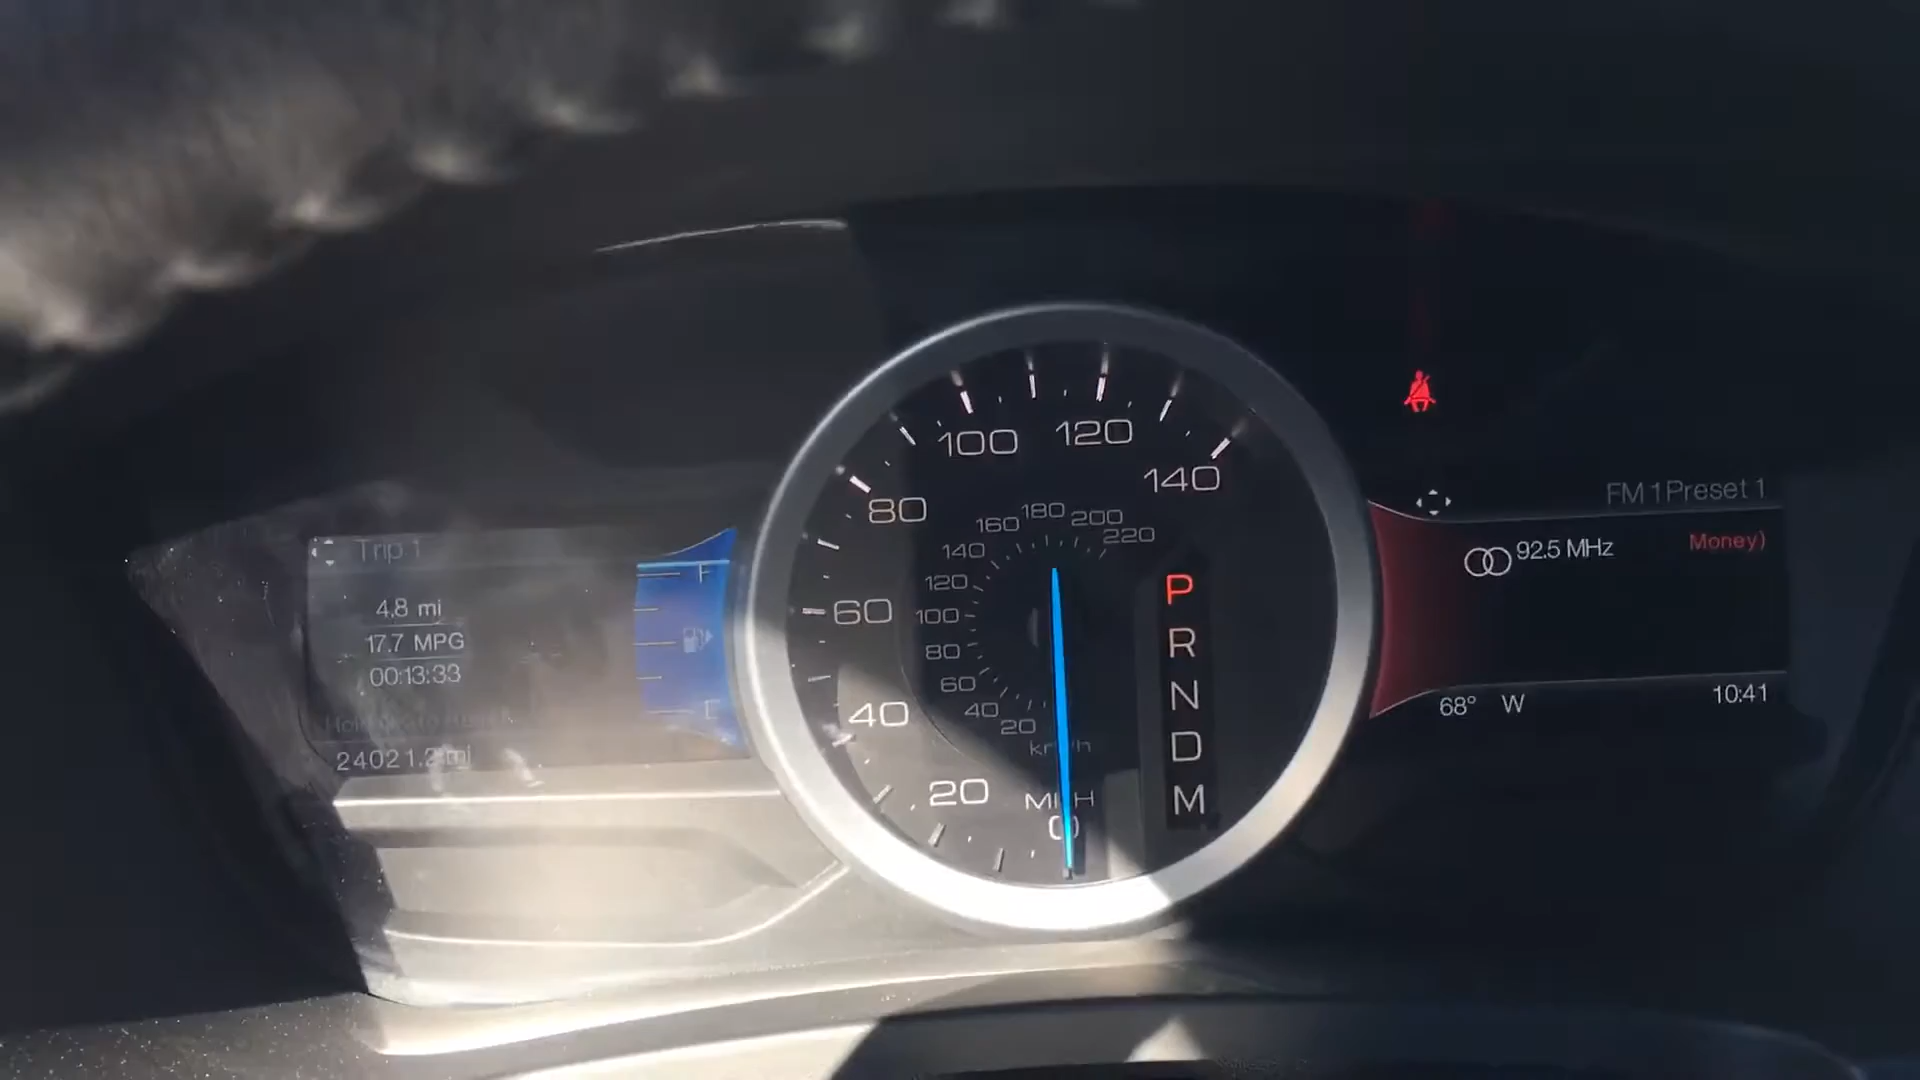 Trip 1
4.8 mi
17.7 MPG
00:13:33
24021.2 mi
F
E
0
20
40
60
80
100
120
140
MPH
20
40
60
80
100
120
140
160
180
200
220
km/h
P
R
N
D
M
FM 1 Preset 1
92.5 MHz
Money)
68° W
10:41